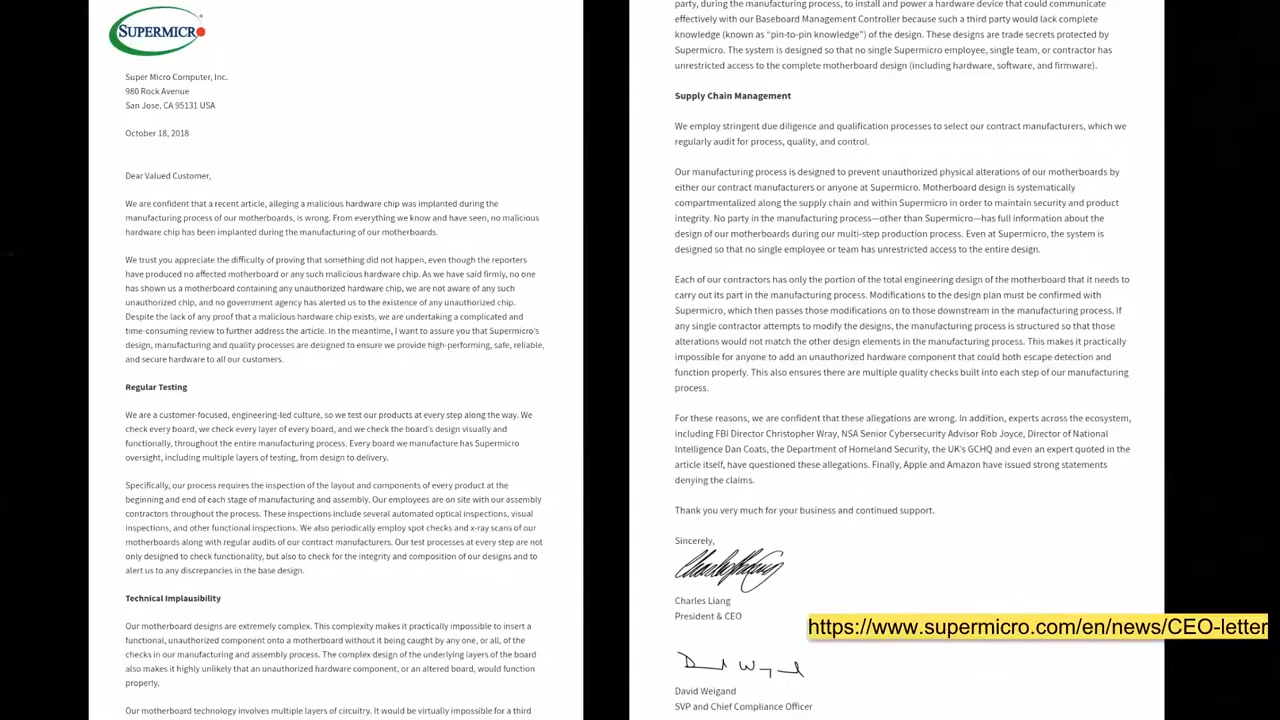 SUPERMICRO
Super Micro Computer, Inc.
980 Rock Avenue
San Jose, CA 95131 USA
October 18, 2018
Dear Valued Customer,
We are confident that a recent article, alleging a malicious hardware chip was implanted during the
manufacturing process of our motherboards, is wrong. From everything we know and have seen, no malicious
hardware chip has been implanted during the manufacturing of our motherboards.
We trust you appreciate the difficulty of proving that something did not happen, even though the reporters
have produced no affected motherboard or any such malicious hardware chip. As we have said firmly, no one
has shown us a motherboard containing any unauthorized hardware chip, we are not aware of any such
unauthorized chip, and no government agency has alerted us to the existence of any unauthorized chip.
Despite the lack of any proof that a malicious hardware chip exists, we are undertaking a complicated and
time-consuming review to further address the article. In the meantime, I want to assure you that Supermicro's
design, manufacturing and quality processes are designed to ensure we provide high-performing, safe, reliable,
and secure hardware to all our customers.
Regular Testing
We are a customer-focused, engineering-led culture, so we test our products at every step along the way. We
check every board, we check every layer of every board, and we check the board's design visually and
functionally, throughout the entire manufacturing process. Every board we manufacture has Supermicro
oversight, including multiple layers of testing, from design to delivery.
Specifically, our process requires the inspection of the layout and components of every product at the
beginning and end of each stage of manufacturing and assembly. Our employees are on site with our assembly
contractors throughout the process. These inspections include several automated optical inspections, visual
inspections, and other functional inspections. We also periodically employ spot checks and x-ray scans of our
motherboards along with regular audits of our contract manufacturers. Our test processes at every step are not
only designed to check functionality, but also to check for the integrity and composition of our designs and to
alert us to any discrepancies in the base design.
Technical Implausibility
Our motherboard designs are extremely complex. This complexity makes it practically impossible to insert a
functional, unauthorized component onto a motherboard without it being caught by any one, or all, of the
checks in our manufacturing and assembly process. The complex design of the underlying layers of the board
also makes it highly unlikely that an unauthorized hardware component, or an altered board, would function
properly.
Our motherboard technology involves multiple layers of circuitry. It would be virtually impossible for a third
party, during the manufacturing process, to install and power a hardware device that could communicate
effectively with our Baseboard Management Controller because such a third party would lack complete
knowledge (known as “pin-to-pin knowledge”) of the design. These designs are trade secrets protected by
Supermicro. The system is designed so that no single Supermicro employee, single team, or contractor has
unrestricted access to the complete motherboard design (including hardware, software, and firmware).
Supply Chain Management
We employ stringent due diligence and qualification processes to select our contract manufacturers, which we
regularly audit for process, quality, and control.
Our manufacturing process is designed to prevent unauthorized physical alterations of our motherboards by
either our contract manufacturers or anyone at Supermicro. Motherboard design is systematically
compartmentalized along the supply chain and within Supermicro in order to maintain security and product
integrity. No party in the manufacturing process—other than Supermicro—has full information about the
design of our motherboards during our multi-step production process. Even at Supermicro, the system is
designed so that no single employee or team has unrestricted access to the entire design.
Each of our contractors has only the portion of the total engineering design of the motherboard that it needs to
carry out its part in the manufacturing process. Modifications to the design plan must be confirmed with
Supermicro, which then passes those modifications on to those downstream in the manufacturing process. If
any single contractor attempts to modify the designs, the manufacturing process is structured so that those
alterations would not match the other design elements in the manufacturing process. This makes it practically
impossible for anyone to add an unauthorized hardware component that could both escape detection and
function properly. This also ensures there are multiple quality checks built into each step of our manufacturing
process.
For these reasons, we are confident that these allegations are wrong. In addition, experts across the ecosystem,
including FBI Director Christopher Wray, NSA Senior Cybersecurity Advisor Rob Joyce, Director of National
Intelligence Dan Coats, the Department of Homeland Security, the UK's GCHQ and even an expert quoted in the
article itself, have questioned these allegations. Finally, Apple and Amazon have issued strong statements
denying the claims.
Thank you very much for your business and continued support.
Sincerely,
Charles Liang
President & CEO
https://www.supermicro.com/en/news/CEO-letter
David Weigand
SVP and Chief Compliance Officer